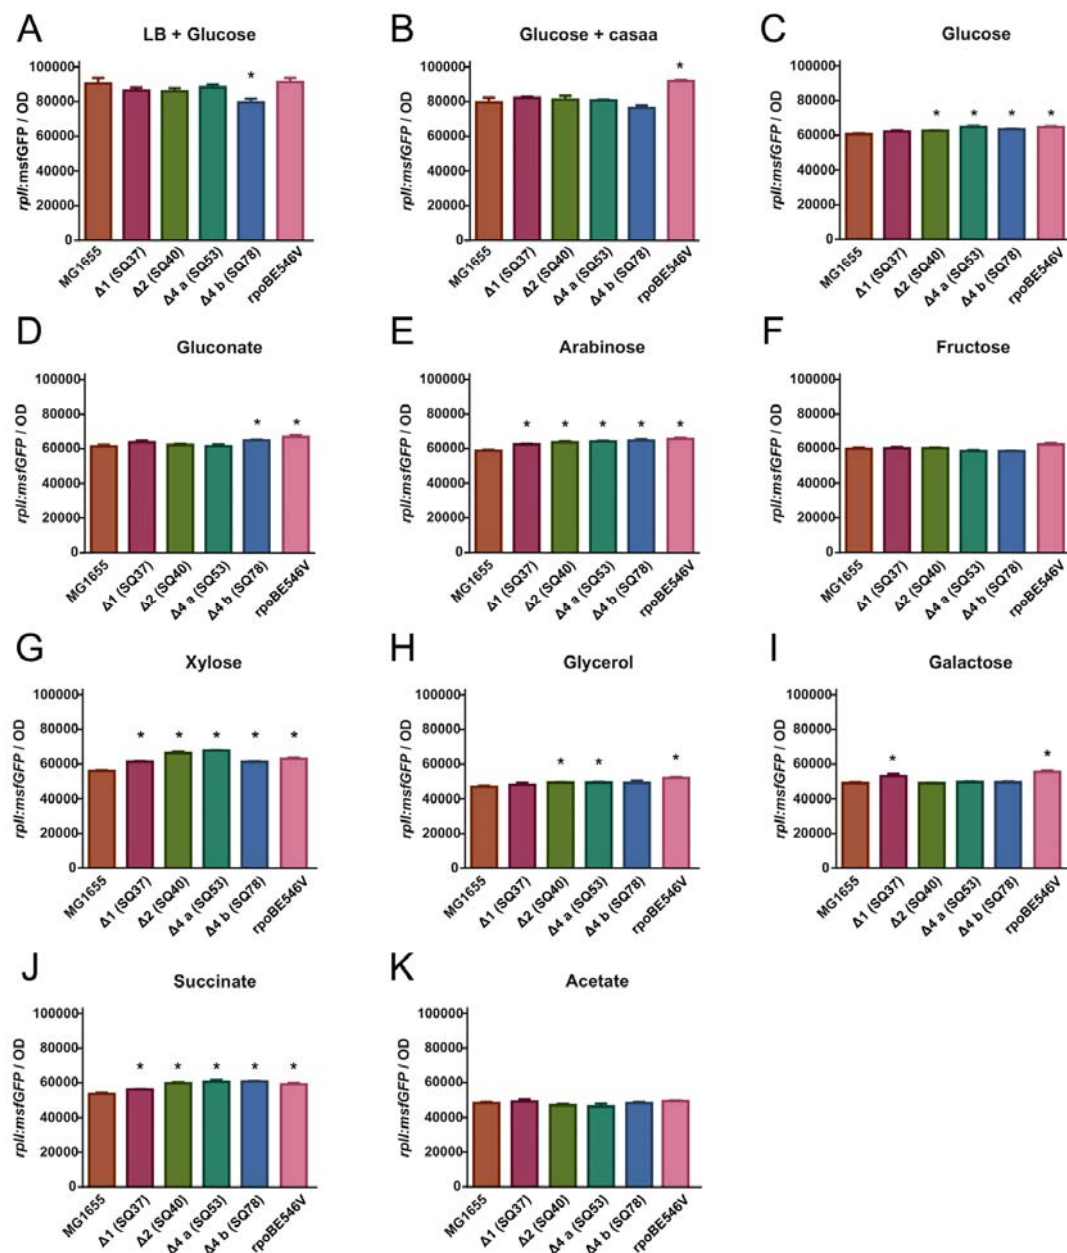 A
LB + Glucose
rplI:msfGFP / OD
100000
80000
60000
40000
20000
0
MG1655
Δ1 (SQ37)
Δ2 (SQ40)
Δ4 a (SQ53)
Δ4 b (SQ78)
rpoBE546V
*
B
Glucose + casaa
rplI:msfGFP / OD
100000
80000
60000
40000
20000
0
MG1655
Δ1 (SQ37)
Δ2 (SQ40)
Δ4 a (SQ53)
Δ4 b (SQ78)
rpoBE546V
*
C
Glucose
rplI:msfGFP / OD
100000
80000
60000
40000
20000
0
MG1655
Δ1 (SQ37)
Δ2 (SQ40)
Δ4 a (SQ53)
Δ4 b (SQ78)
rpoBE546V
* * * *
D
Gluconate
rplI:msfGFP / OD
100000
80000
60000
40000
20000
0
MG1655
Δ1 (SQ37)
Δ2 (SQ40)
Δ4 a (SQ53)
Δ4 b (SQ78)
rpoBE546V
* *
E
Arabinose
rplI:msfGFP / OD
100000
80000
60000
40000
20000
0
MG1655
Δ1 (SQ37)
Δ2 (SQ40)
Δ4 a (SQ53)
Δ4 b (SQ78)
rpoBE546V
* * * * *
F
Fructose
rplI:msfGFP / OD
100000
80000
60000
40000
20000
0
MG1655
Δ1 (SQ37)
Δ2 (SQ40)
Δ4 a (SQ53)
Δ4 b (SQ78)
rpoBE546V
G
Xylose
rplI:msfGFP / OD
100000
80000
60000
40000
20000
0
MG1655
Δ1 (SQ37)
Δ2 (SQ40)
Δ4 a (SQ53)
Δ4 b (SQ78)
rpoBE546V
* * * * *
H
Glycerol
rplI:msfGFP / OD
100000
80000
60000
40000
20000
0
MG1655
Δ1 (SQ37)
Δ2 (SQ40)
Δ4 a (SQ53)
Δ4 b (SQ78)
rpoBE546V
* * *
I
Galactose
rplI:msfGFP / OD
100000
80000
60000
40000
20000
0
MG1655
Δ1 (SQ37)
Δ2 (SQ40)
Δ4 a (SQ53)
Δ4 b (SQ78)
rpoBE546V
* *
J
Succinate
rplI:msfGFP / OD
100000
80000
60000
40000
20000
0
MG1655
Δ1 (SQ37)
Δ2 (SQ40)
Δ4 a (SQ53)
Δ4 b (SQ78)
rpoBE546V
* * * * *
K
Acetate
rplI:msfGFP / OD
100000
80000
60000
40000
20000
0
MG1655
Δ1 (SQ37)
Δ2 (SQ40)
Δ4 a (SQ53)
Δ4 b (SQ78)
rpoBE546V